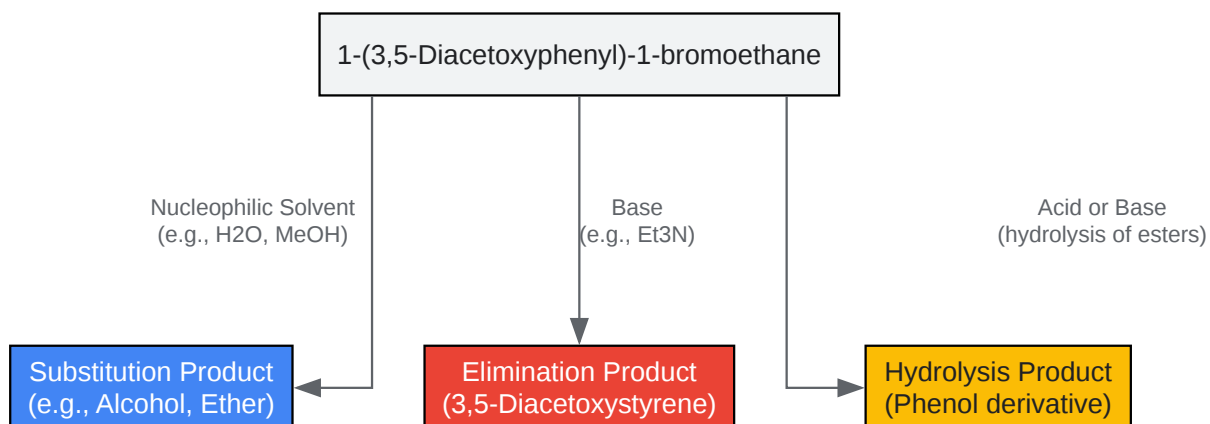 1-(3,5-Diacetoxyphenyl)-1-bromoethane
Nucleophilic Solvent
(e.g., H2O, MeOH)
Base
(e.g., Et3N)
Acid or Base
(hydrolysis of esters)
Substitution Product
(e.g., Alcohol, Ether)
Elimination Product
(3,5-Diacetoxystyrene)
Hydrolysis Product
(Phenol derivative)